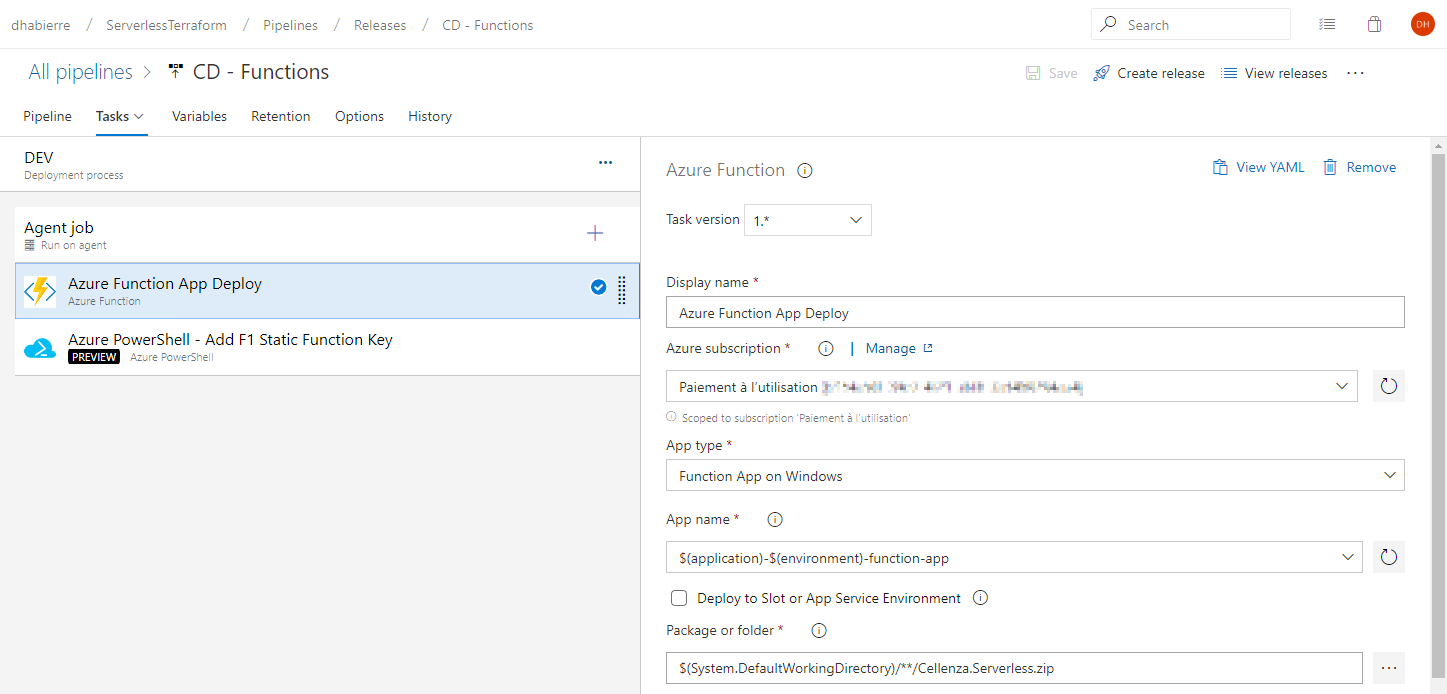 dhabierre / ServerlessTerraform / Pipelines / Releases / CD - Functions
Search
DH
All pipelines > CD - Functions
Save
Create release
View releases
Pipeline
Tasks
Variables
Retention
Options
History
DEV
Deployment process
Agent job
Run on agent
Azure Function App Deploy
Azure Function
Azure PowerShell - Add F1 Static Function Key
PREVIEW Azure PowerShell
Azure Function
View YAML
Remove
Task version 1.*
Display name *
Azure Function App Deploy
Azure subscription * | Manage
Paiement à l'utilisation
Scoped to subscription 'Paiement à l'utilisation'
App type *
Function App on Windows
App name *
$(application)-$(environment)-function-app
Deploy to Slot or App Service Environment
Package or folder *
$(System.DefaultWorkingDirectory)/**/Cellenza.Serverless.zip